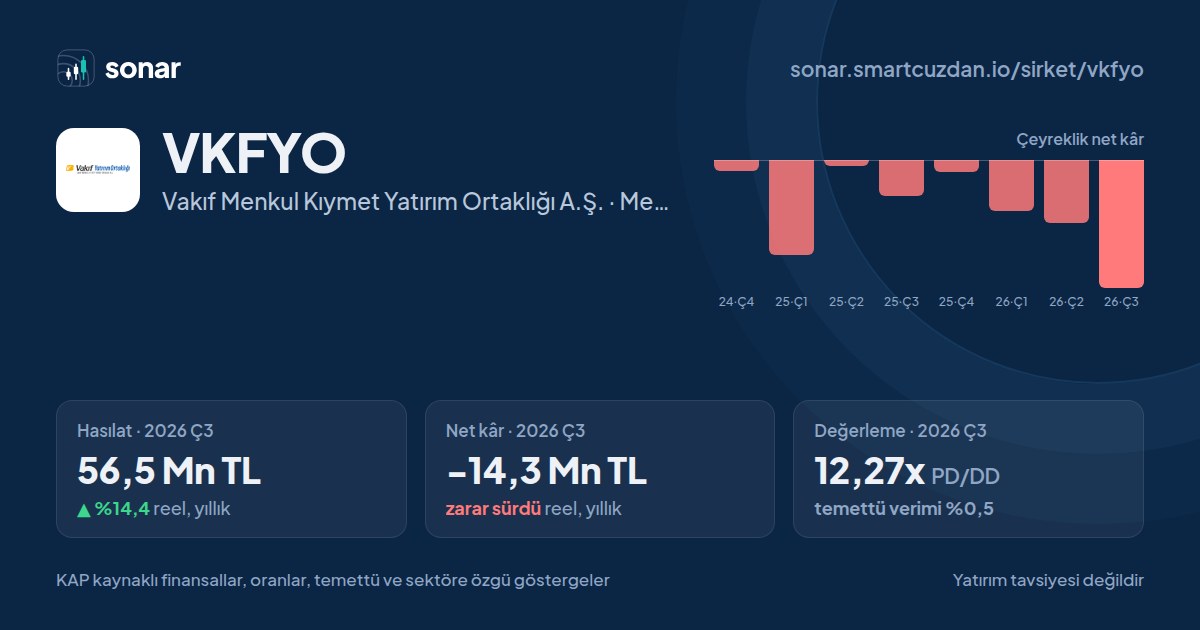 sonar
sonar.smartcuzdan.io/sirket/vkfyo
VKFYO
Vakıf Menkul Kıymet Yatırım Ortaklığı A.Ş. · Me...
Çeyreklik net kâr
24·Ç4 25·Ç1 25·Ç2 25·Ç3 25·Ç4 26·Ç1 26·Ç2 26·Ç3
Hasılat · 2026 Ç3
56,5 Mn TL
▲ %14,4 reel, yıllık
Net kâr · 2026 Ç3
-14,3 Mn TL
zarar sürdü reel, yıllık
Değerleme · 2026 Ç3
12,27x PD/DD
temettü verimi %0,5
KAP kaynaklı finansallar, oranlar, temettü ve sektöre özgü göstergeler
Yatırım tavsiyesi değildir